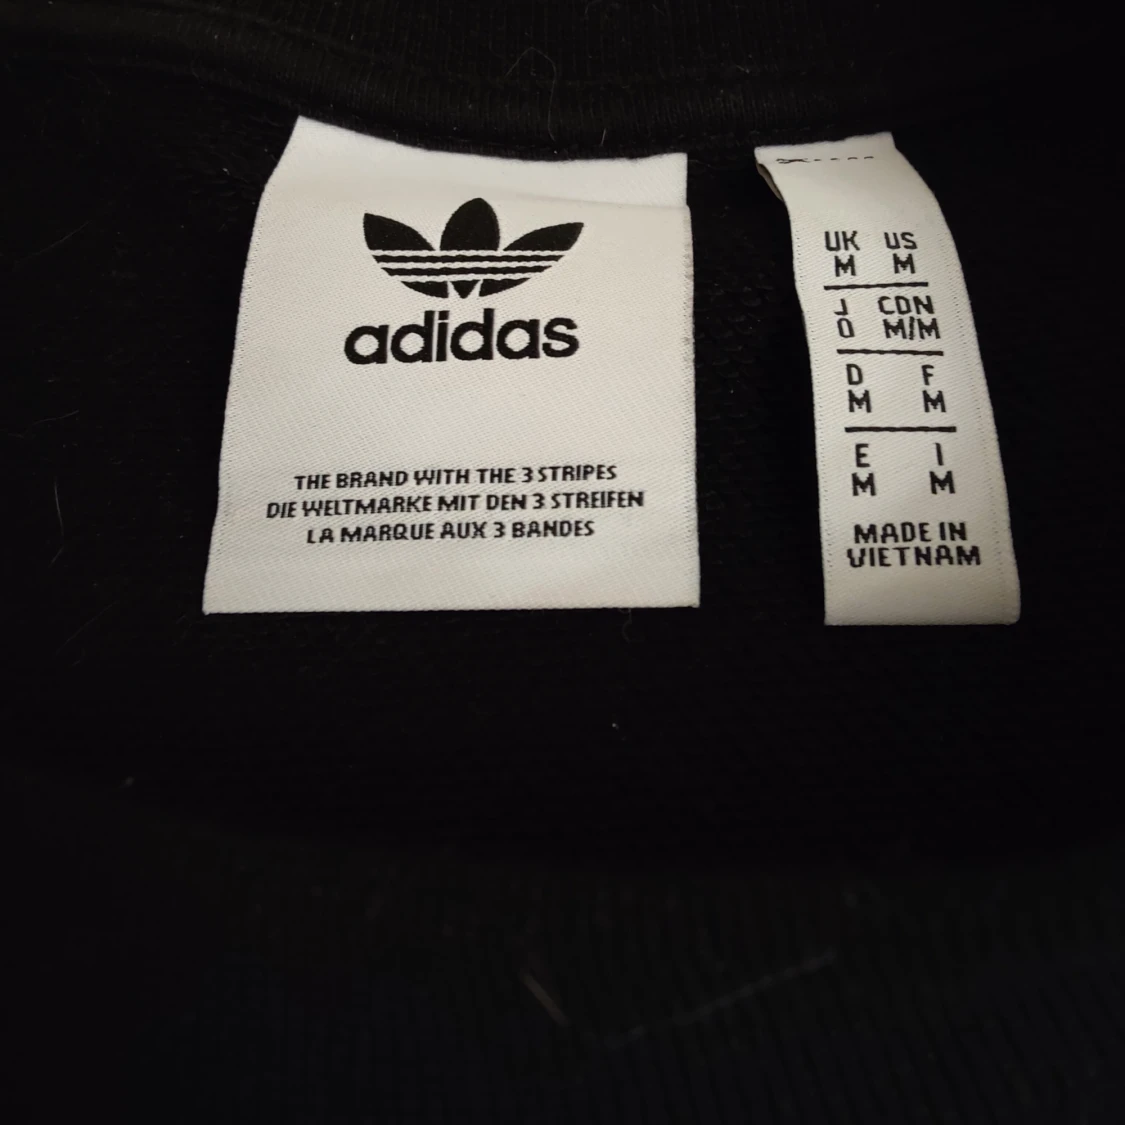 adidas
THE BRAND WITH THE 3 STRIPES
DIE WELTMARKE MIT DEN 3 STREIFEN
LA MARQUE AUX 3 BANDES
UK US
M M
J CDN
O M/M
D F
M M
E I
M M
MADE IN
VIETNAM